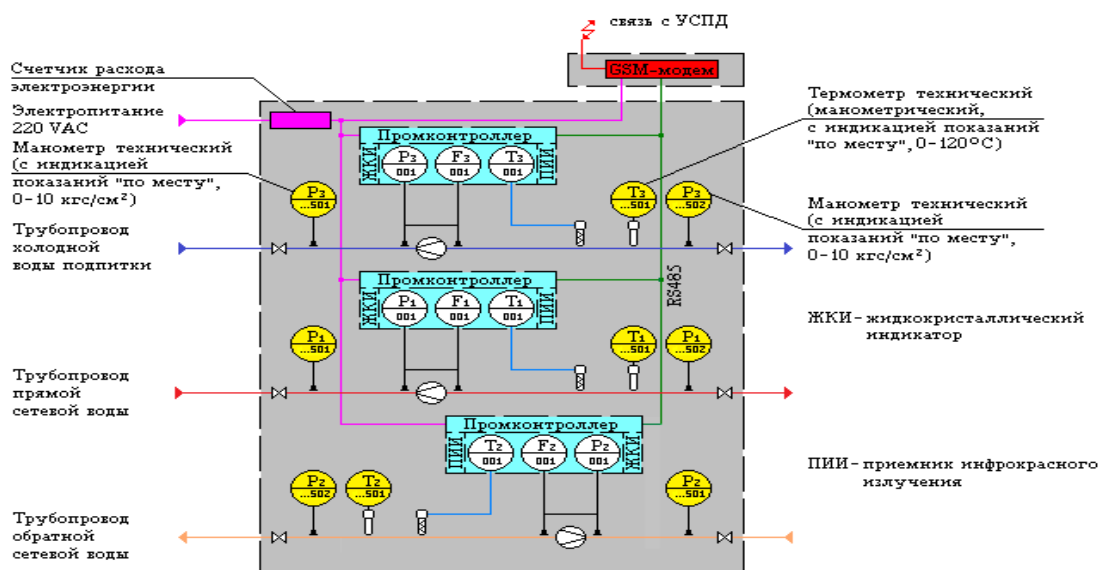 связь с УСПД
GSM-модем
Счетчик расхода
электроэнергии
Электропитание
220 VAC
Манометр технический
(с индикацией
показаний "по месту",
0-10 кгс/см²)
Трубопровод
холодной
воды подпитки
Трубопровод
прямой
сетевой воды
Трубопровод
обратной
сетевой воды
Промконтроллер
ЖКИ
P3
001
F3
001
T3
001
ПИИ
P3
...501
T3
...501
P3
...502
Промконтроллер
ЖКИ
P1
001
F1
001
T1
001
ПИИ
RS485
P1
...501
T1
...501
P1
...502
Промконтроллер
ПИИ
T2
001
F2
001
P2
001
ЖКИ
P2
...502
T2
...501
P2
...501
Термометр технический
(манометрический,
с индикацией показаний
"по месту", 0-120°С)
Манометр технический
(с индикацией
показаний "по месту",
0-10 кгс/см²)
ЖКИ-жидкокристаллический
индикатор
ПИИ-приемник инфрокрасного
излучения